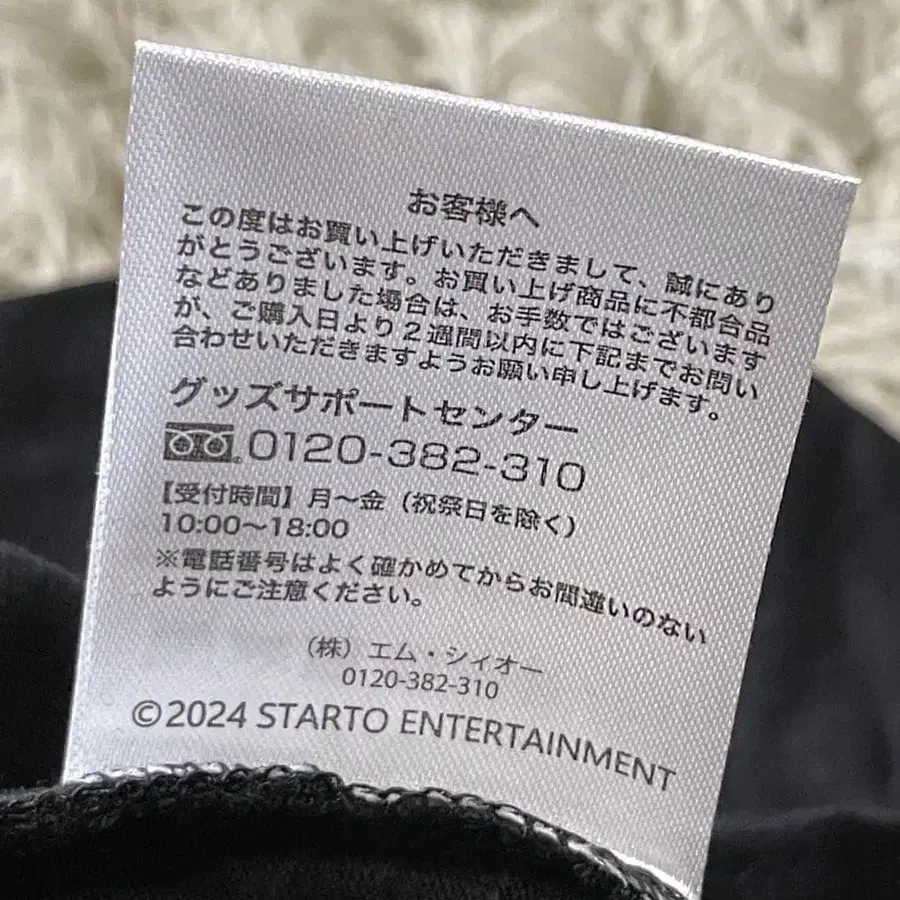 お客様へ
この度はお買い上げいただきまして、誠にあり
がとうございます。お買い上げ商品に不都合品
などありました場合は、お手数ではございます
が、ご購入日より２週間以内に下記までお問い
合わせいただきますようお願い申し上げます。
グッズサポートセンター
0120-382-310
【受付時間】月〜金（祝祭日を除く）
10:00〜18:00
※電話番号はよく確かめてからお間違いのない
ようにご注意ください。
（株）エム・シィオー
0120-382-310
©2024 STARTO ENTERTAINMENT